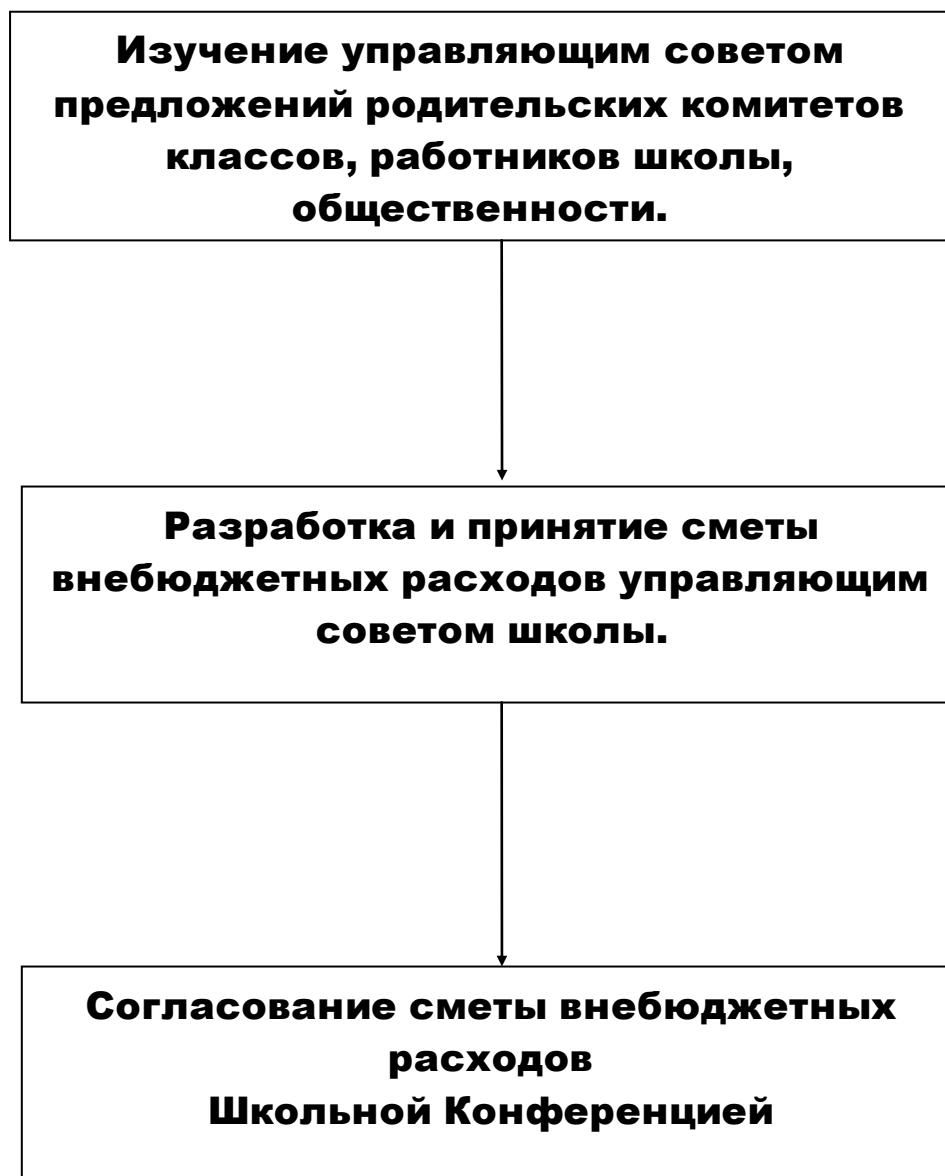 Изучение управляющим советом
предложений родительских комитетов
классов, работников школы,
общественности.
Разработка и принятие сметы
внебюджетных расходов управляющим
советом школы.
Согласование сметы внебюджетных
расходов
Школьной Конференцией